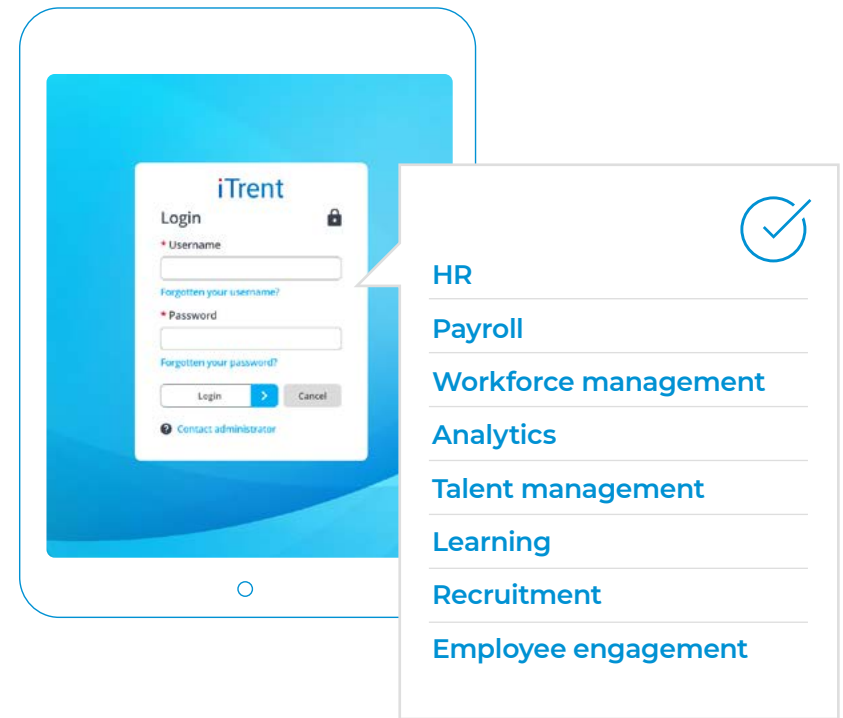 iTrent
Login
* Username
Forgotten your username?
* Password
Forgotten your password?
Login > Cancel
? Contact administrator
HR
Payroll
Workforce management
Analytics
Talent management
Learning
Recruitment
Employee engagement